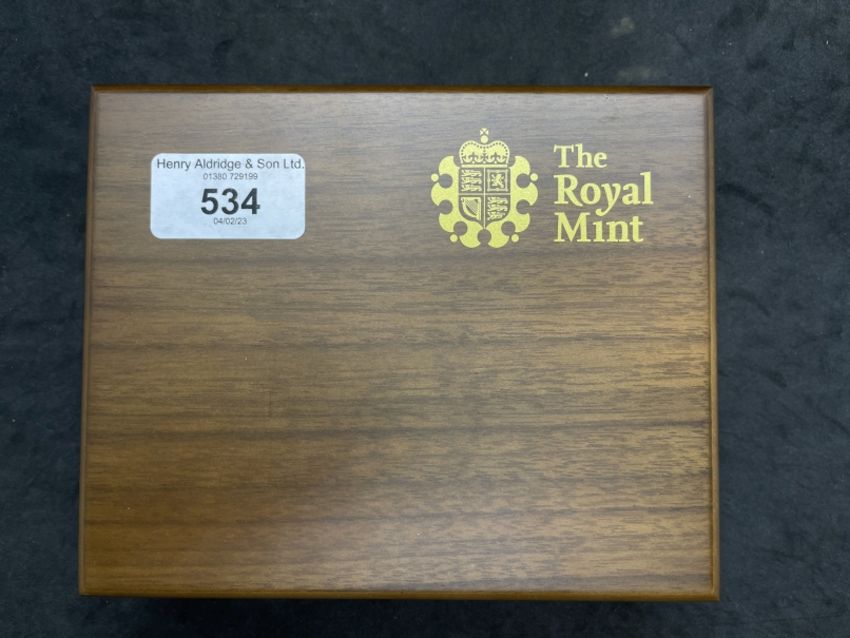 Henry Aldridge & Son Ltd.
01380 729199
534
04/02/23
The
Royal
Mint